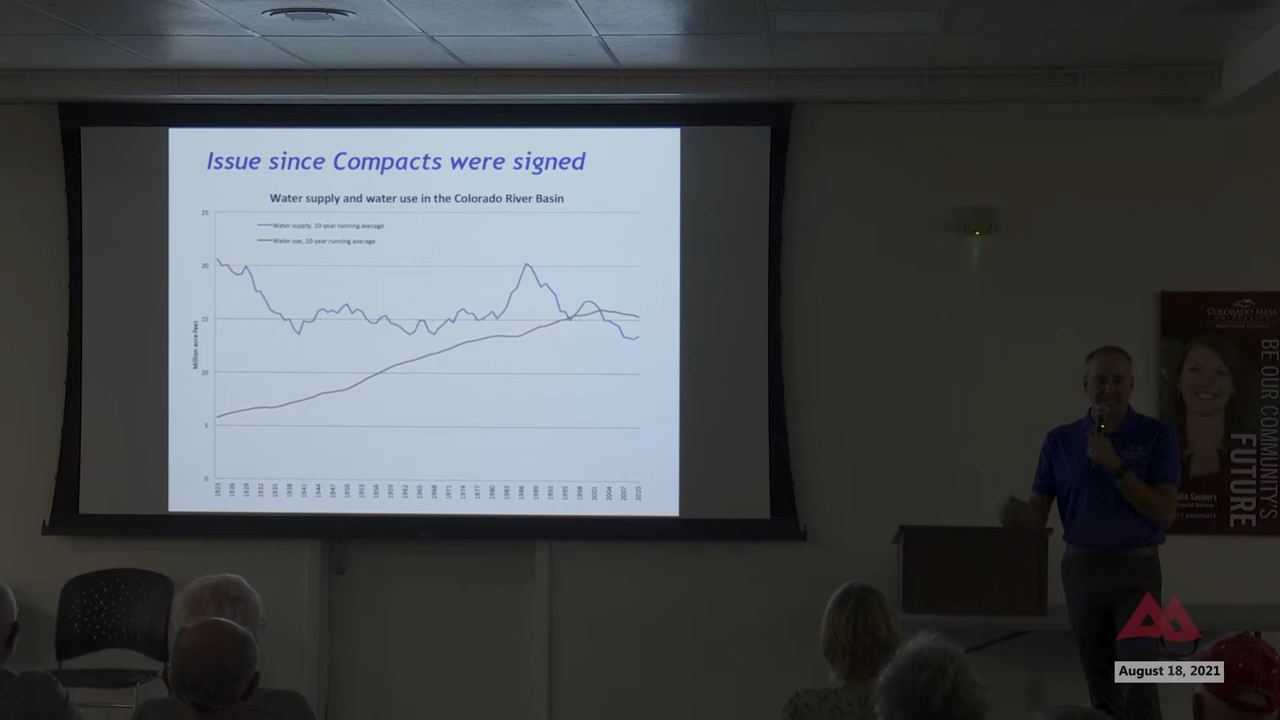 Issue since Compacts were signed
Water supply and water use in the Colorado River Basin
Water supply, 10-year running average
Water use, 10-year running average
Million acre-feet
25
20
15
10
5
0
1923 1926 1929 1932 1935 1938 1941 1944 1947 1950 1953 1956 1959 1962 1965 1968 1971 1974 1977 1980 1983 1986 1989 1992 1995 1998 2001 2004 2007 2010
COLORADO MESA
BE OUR COMMUNITY'S
FUTURE
Sanders
GRADUATE
August 18, 2021